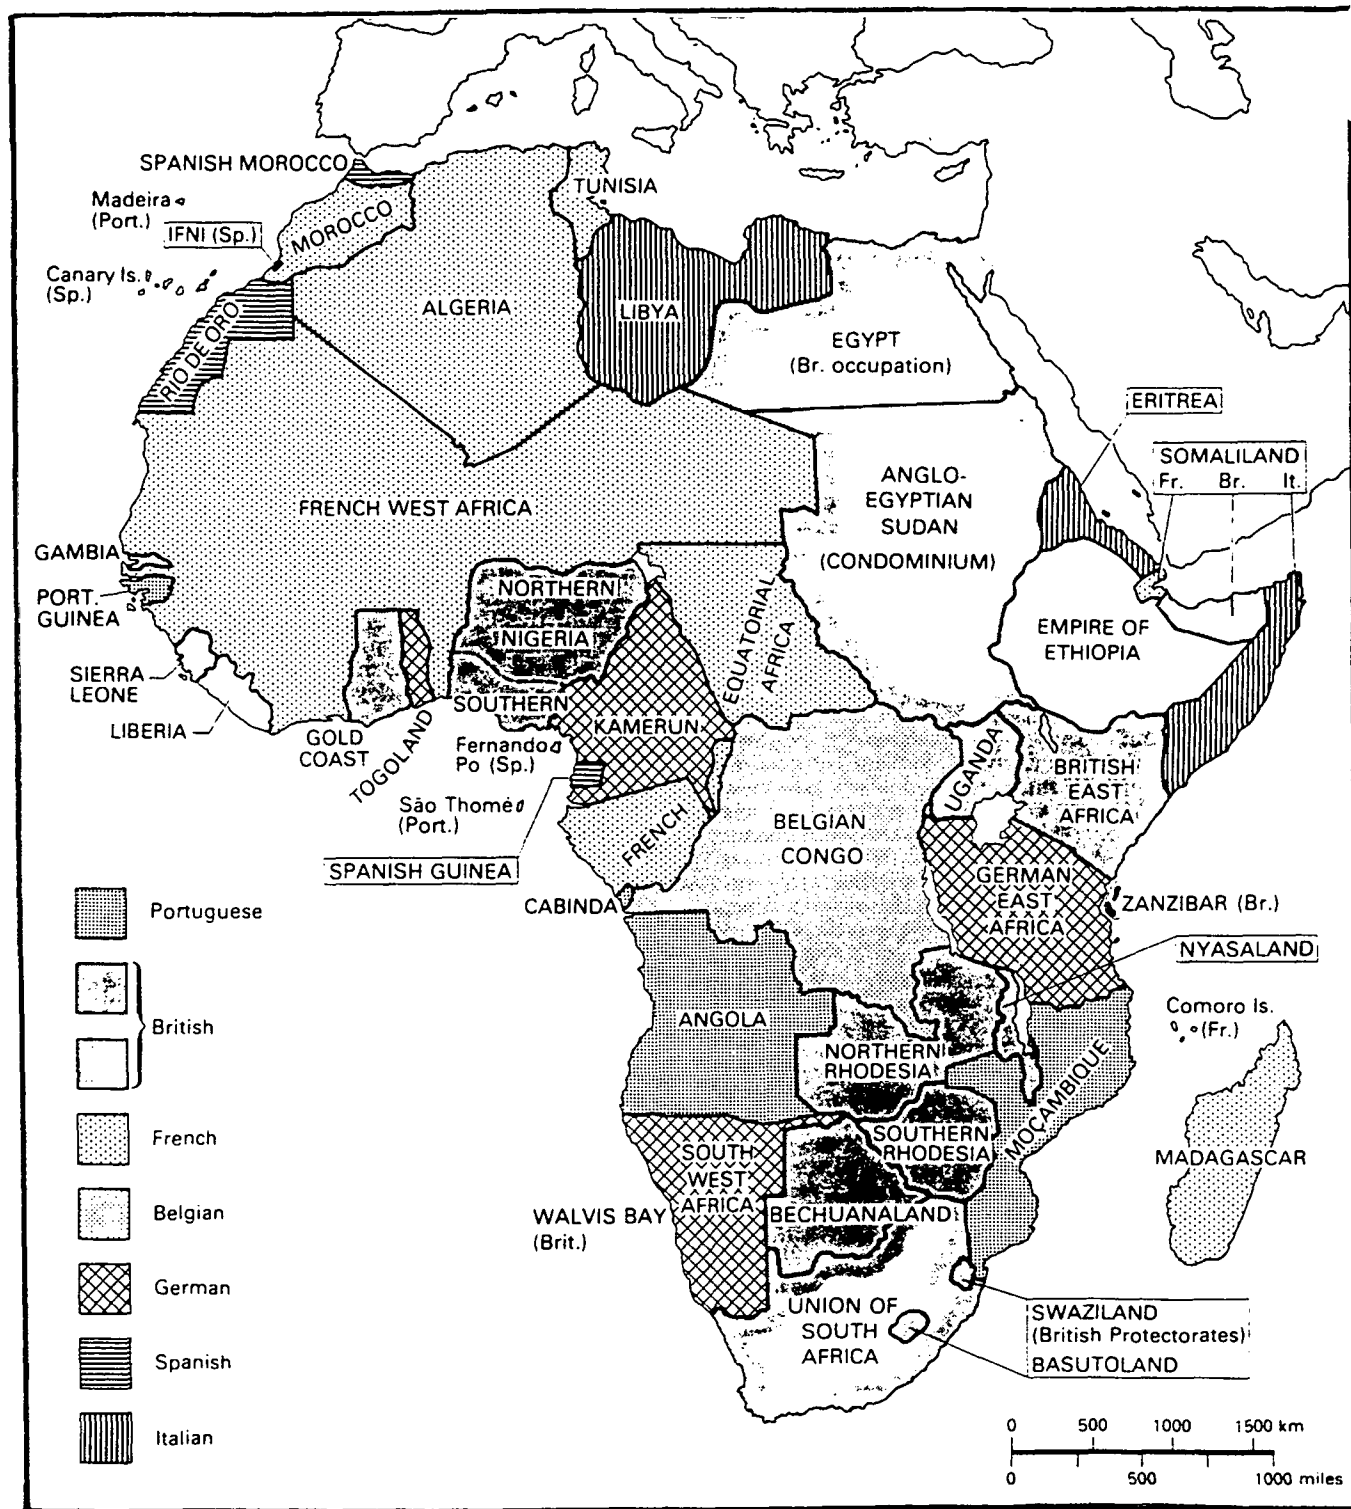 SPANISH MOROCCO
Madeira
(Port.)
IFNI (Sp.)
MOROCCO
TUNISIA
Canary Is.
(Sp.)
ALGERIA
LIBYA
EGYPT
(Br. occupation)
RIO DE ORO
ERITREA
SOMALILAND
Fr. Br. It.
ANGLO-
EGYPTIAN
SUDAN
(CONDOMINIUM)
FRENCH WEST AFRICA
GAMBIA
PORT.
GUINEA
NORTHERN
NIGERIA
EQUATORIAL
AFRICA
EMPIRE OF
ETHIOPIA
SIERRA
LEONE
LIBERIA
SOUTHERN
GOLD
COAST
TOGOLAND
KAMERUN
Fernando
Po (Sp.)
UGANDA
BRITISH
EAST
AFRICA
São Thomé
(Port.)
FRENCH
BELGIAN
CONGO
SPANISH GUINEA
GERMAN
EAST
AFRICA
CABINDA
ZANZIBAR (Br.)
NYASALAND
Portuguese
British
French
Belgian
German
Spanish
Italian
ANGOLA
Comoro Is.
(Fr.)
NORTHERN
RHODESIA
MOÇAMBIQUE
SOUTHERN
RHODESIA
SOUTH
WEST
AFRICA
MADAGASCAR
WALVIS BAY
(Brit.)
BECHUANALAND
UNION OF
SOUTH
AFRICA
SWAZILAND
(British Protectorates)
BASUTOLAND
0 500 1000 1500 km
0 500 1000 miles